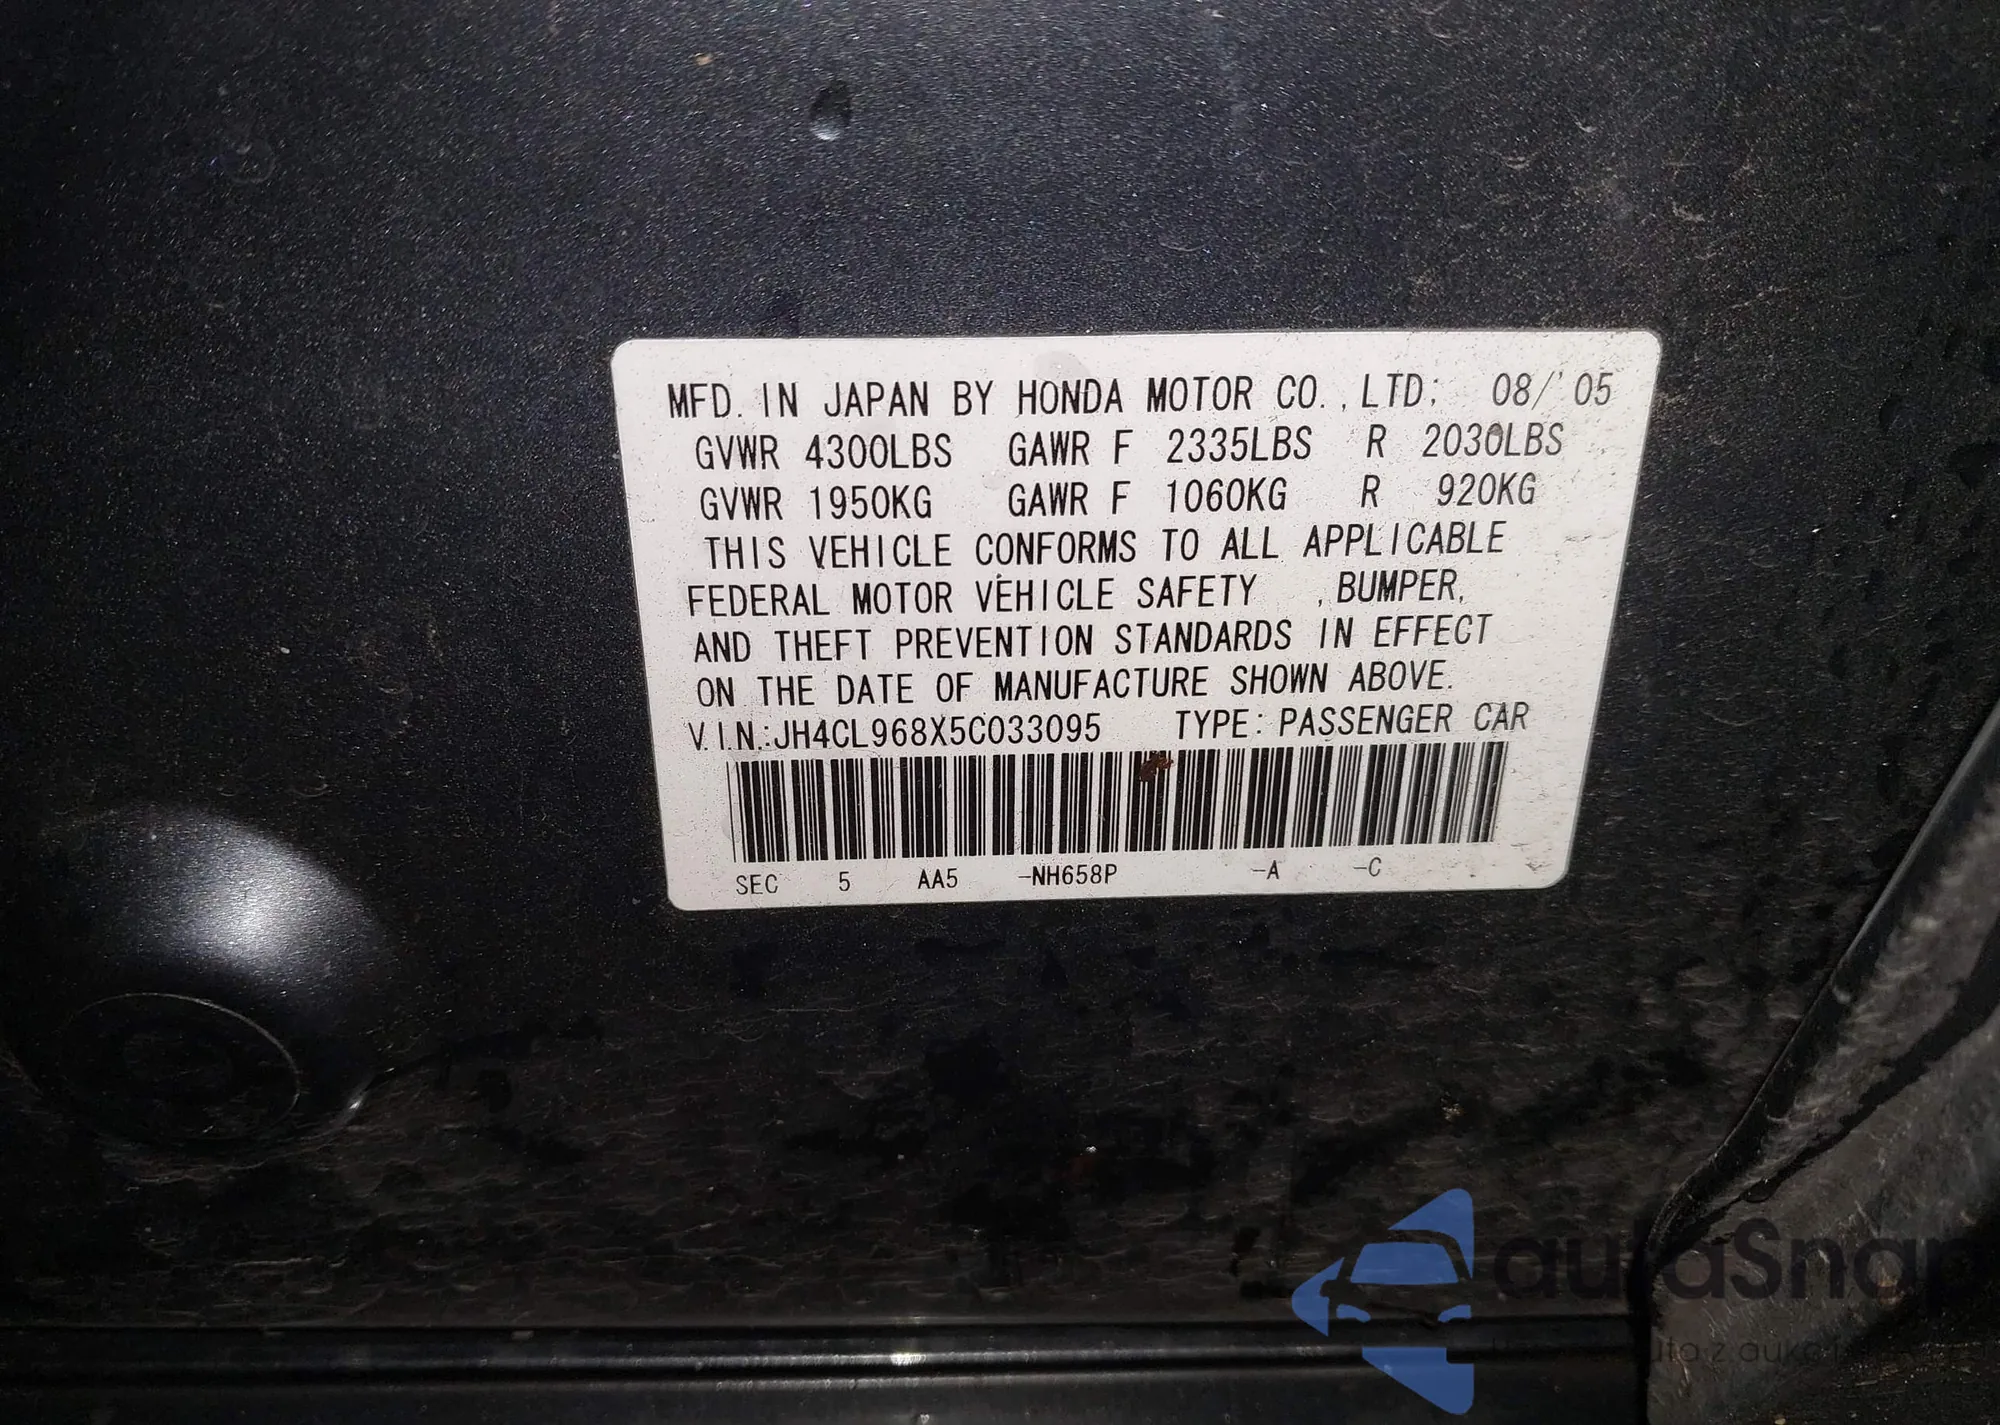 MFD. IN JAPAN BY HONDA MOTOR CO.,LTD; 08/'05
GVWR 4300LBS GAWR F 2335LBS R 2030LBS
GVWR 1950KG GAWR F 1060KG R 920KG
THIS VEHICLE CONFORMS TO ALL APPLICABLE
FEDERAL MOTOR VEHICLE SAFETY , BUMPER,
AND THEFT PREVENTION STANDARDS IN EFFECT
ON THE DATE OF MANUFACTURE SHOWN ABOVE.
V.I.N.:JH4CL968X5C033095 TYPE: PASSENGER CAR
SEC 5 AA5 -NH658P -A -C
autaSnap